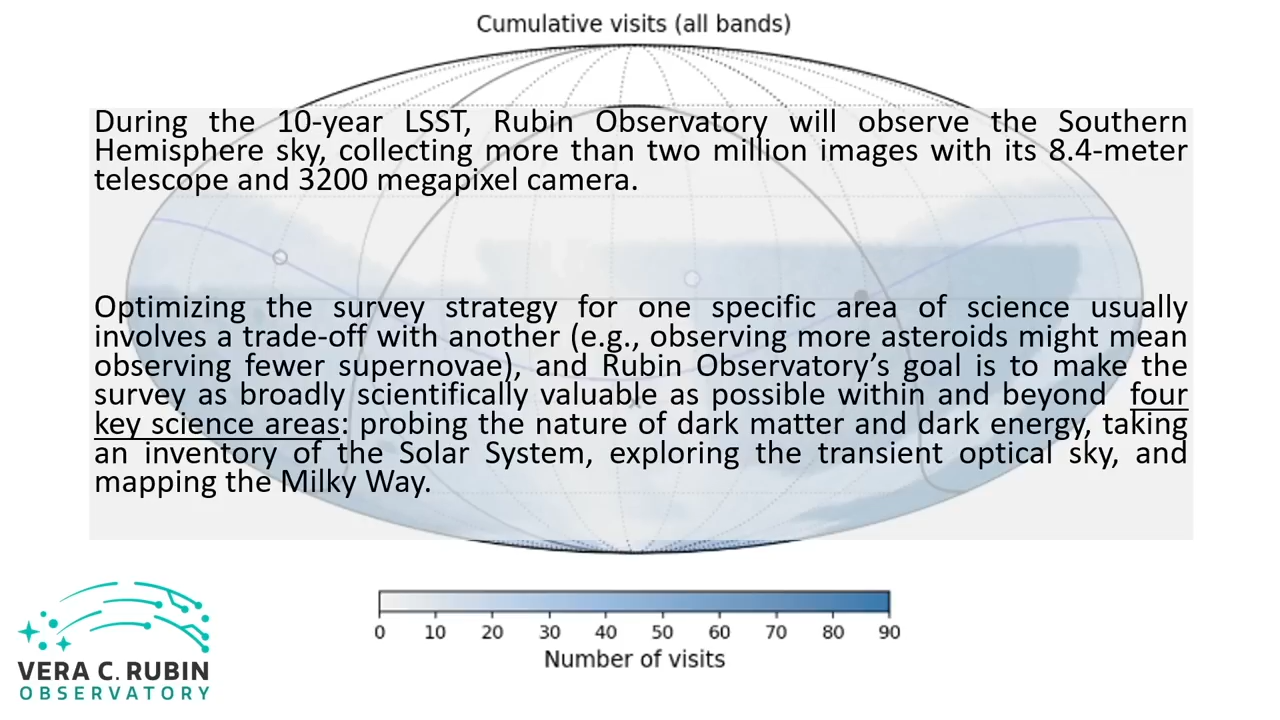 Cumulative visits (all bands)
During the 10-year LSST, Rubin Observatory will observe the Southern
Hemisphere sky, collecting more than two million images with its 8.4-meter
telescope and 3200 megapixel camera.
Optimizing the survey strategy for one specific area of science usually
involves a trade-off with another (e.g., observing more asteroids might mean
observing fewer supernovae), and Rubin Observatory’s goal is to make the
survey as broadly scientifically valuable as possible within and beyond four
key science areas: probing the nature of dark matter and dark energy, taking
an inventory of the Solar System, exploring the transient optical sky, and
mapping the Milky Way.
0 10 20 30 40 50 60 70 80 90
Number of visits
VERA C. RUBIN
OBSERVATORY